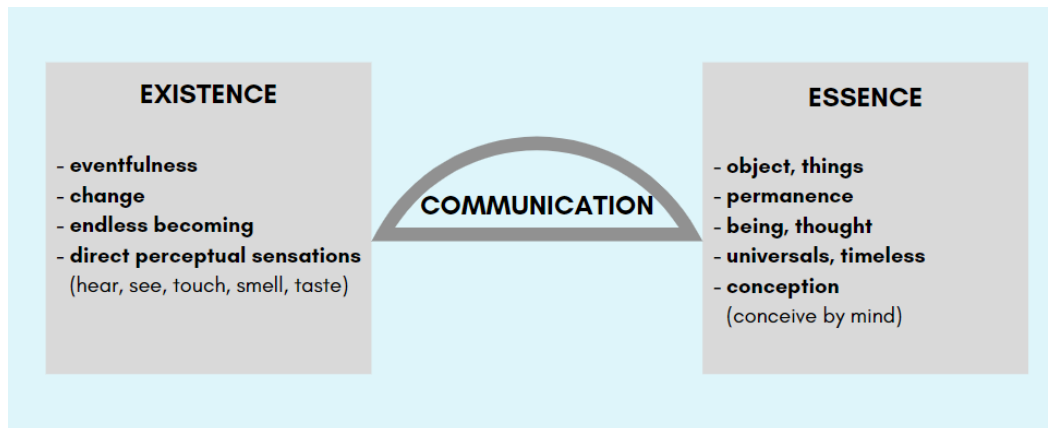 EXISTENCE
- eventfulness
- change
- endless becoming
- direct perceptual sensations
(hear, see, touch, smell, taste)
COMMUNICATION
ESSENCE
- object, things
- permanence
- being, thought
- universals, timeless
- conception
(conceive by mind)